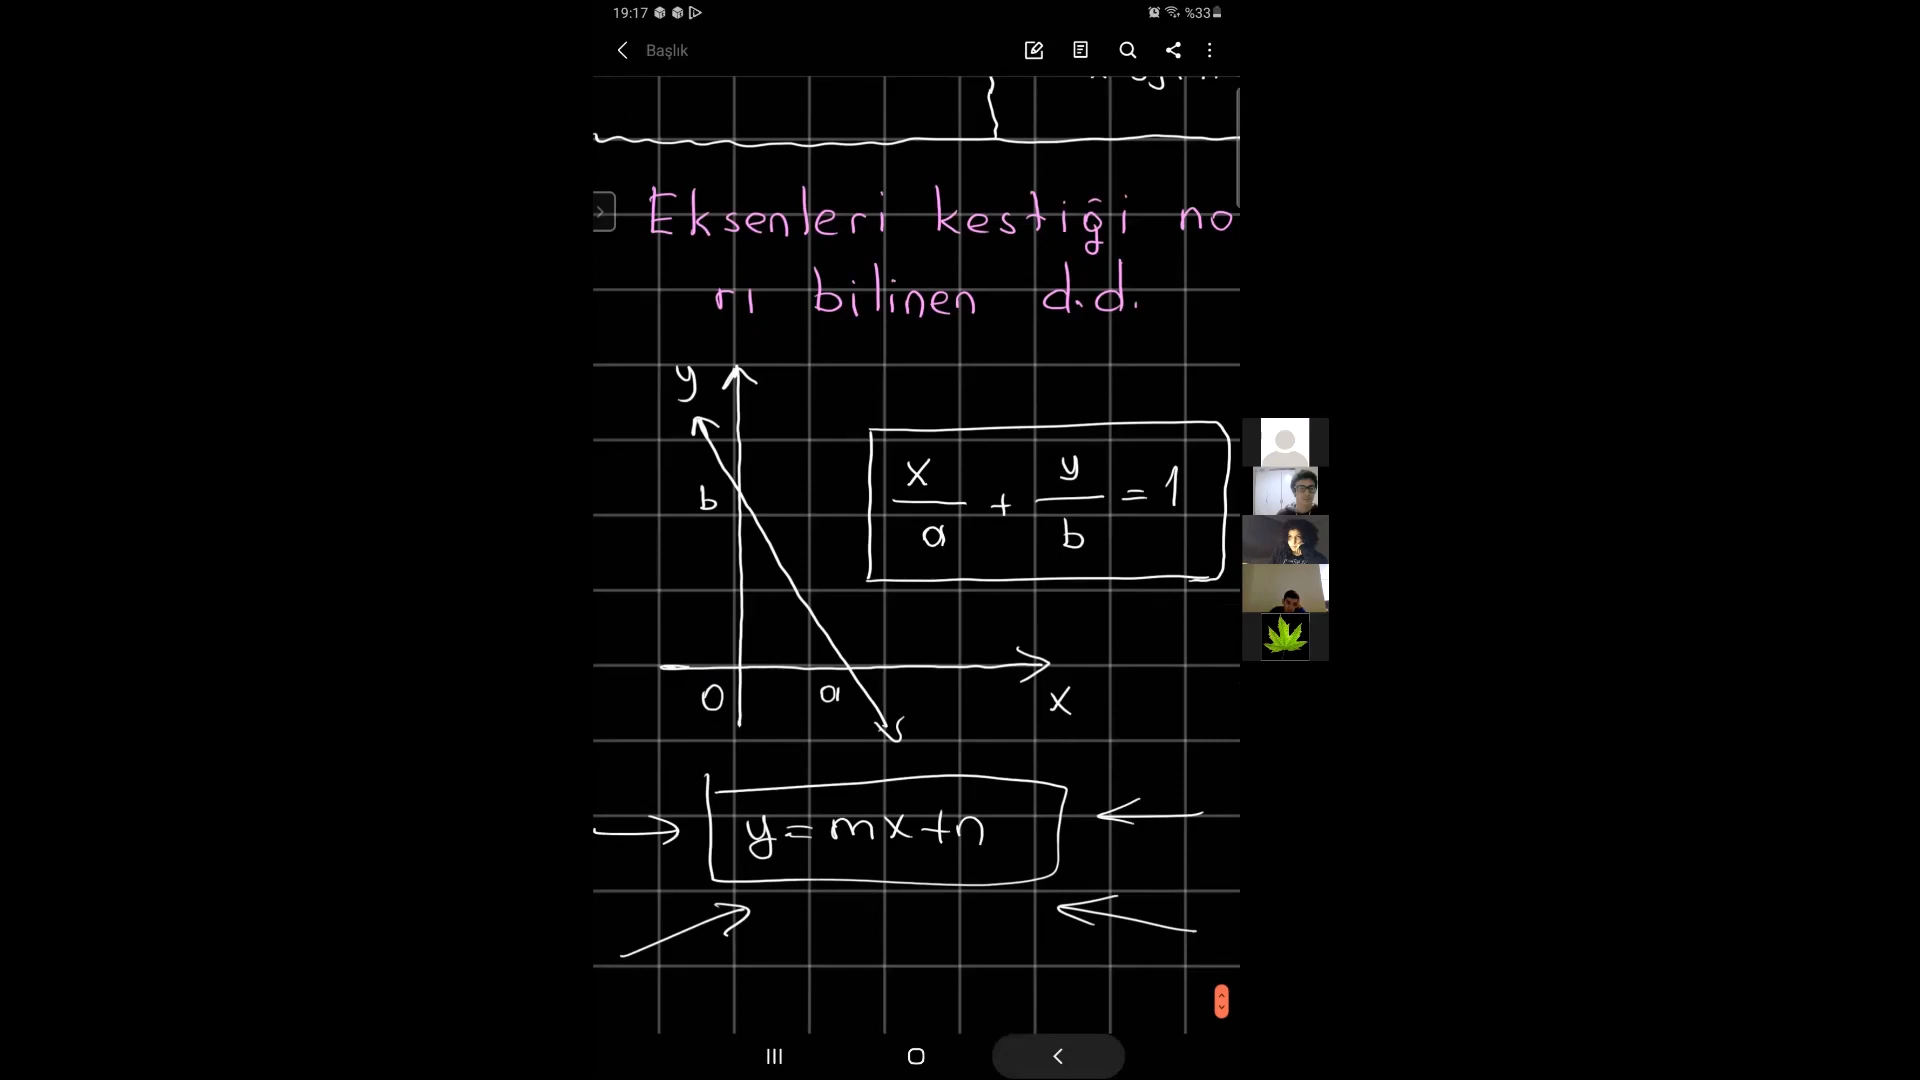 19:17 %33
Başlık
Eksenleri kestiği no
rı bilinen d.d.
y
b
x/a + y/b = 1
0 a x
y=mx+n